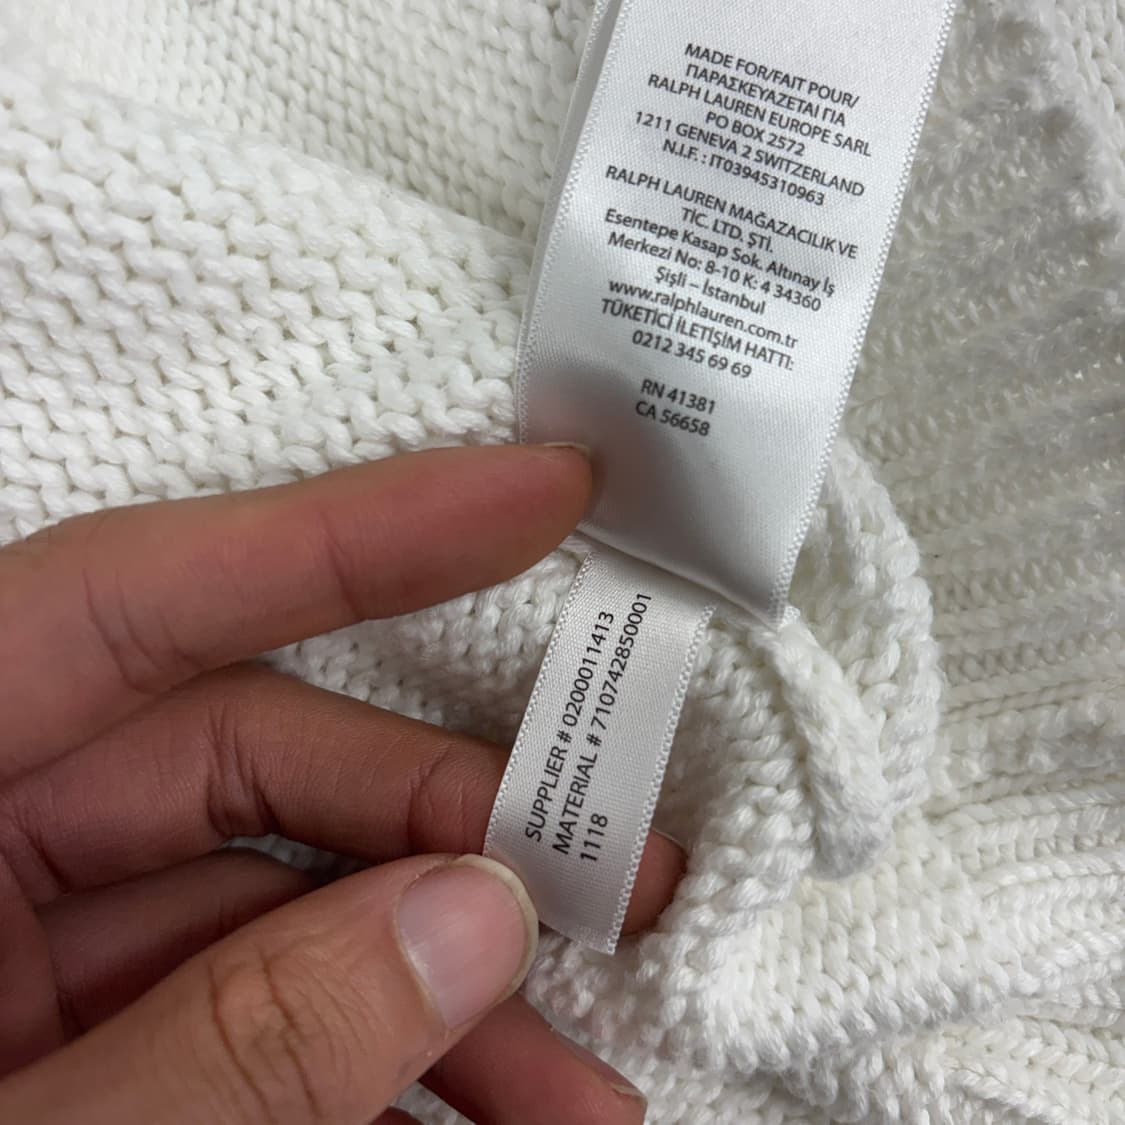 MADE FOR/FAIT POUR/
ΠΑΡΑΣΚΕΥΑΖΕΤΑΙ ΓΙΑ
RALPH LAUREN EUROPE SARL
PO BOX 2572
1211 GENEVA 2 SWITZERLAND
N.I.F. : IT03945310963
RALPH LAUREN MAĞAZACILIK VE
TİC. LTD. ŞTİ.
Esentepe Kasap Sok. Altınay İş
Merkezi No: 8-10 K: 4 34360
Şişli – İstanbul
www.ralphlauren.com.tr
TÜKETİCİ İLETİŞİM HATTI:
0212 345 69 69
RN 41381
CA 56658
SUPPLIER # 0200011413
MATERIAL # 710742850001
1118